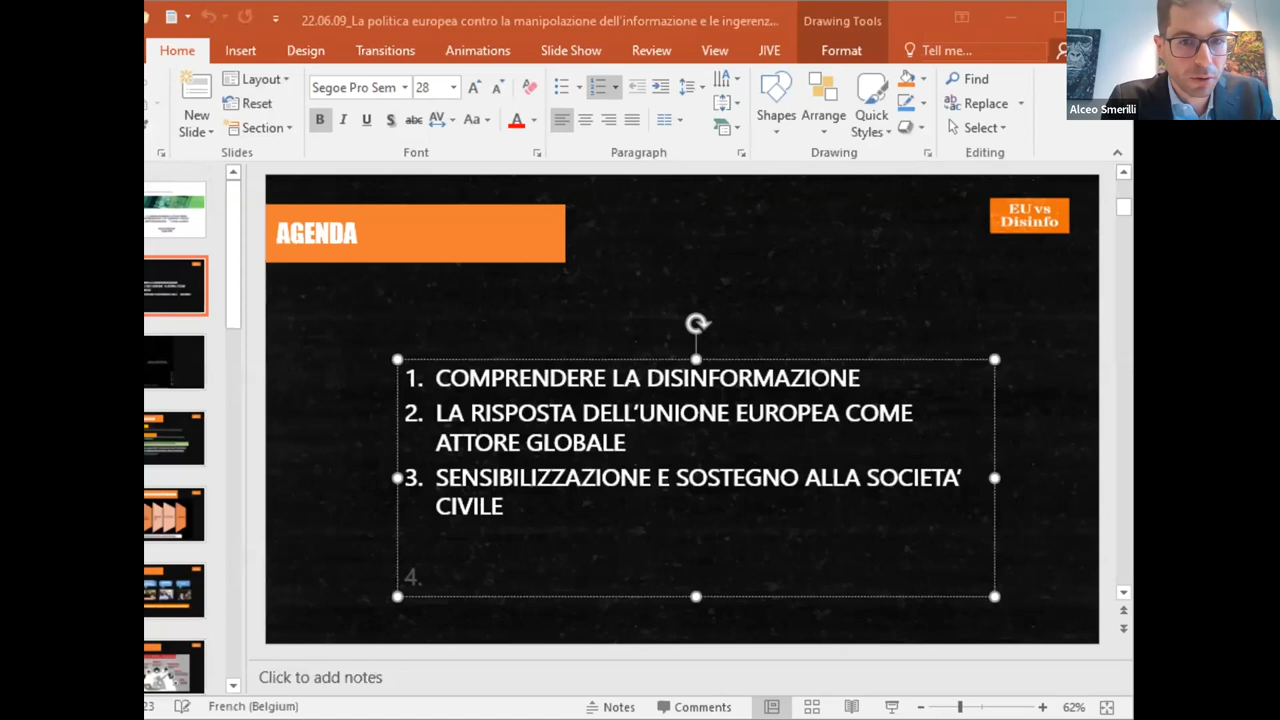 22.06.09_La politica europea contro la manipolazione dell'informazione e le ingerenz...
Drawing Tools
Home
Insert
Design
Transitions
Animations
Slide Show
Review
View
JIVE
Format
Tell me...
New
Slide
Layout
Reset
Section
Slides
Segoe Pro Sem
28
B I U S abc AV Aa A
Font
Paragraph
Shapes
Arrange
Quick
Styles
Drawing
Find
Replace
Select
Editing
Alceo Smerilli
AGENDA
EU vs
Disinfo
1. COMPRENDERE LA DISINFORMAZIONE
2. LA RISPOSTA DELL'UNIONE EUROPEA COME
ATTORE GLOBALE
3. SENSIBILIZZAZIONE E SOSTEGNO ALLA SOCIETA'
CIVILE
4.
Click to add notes
23
French (Belgium)
Notes
Comments
62%